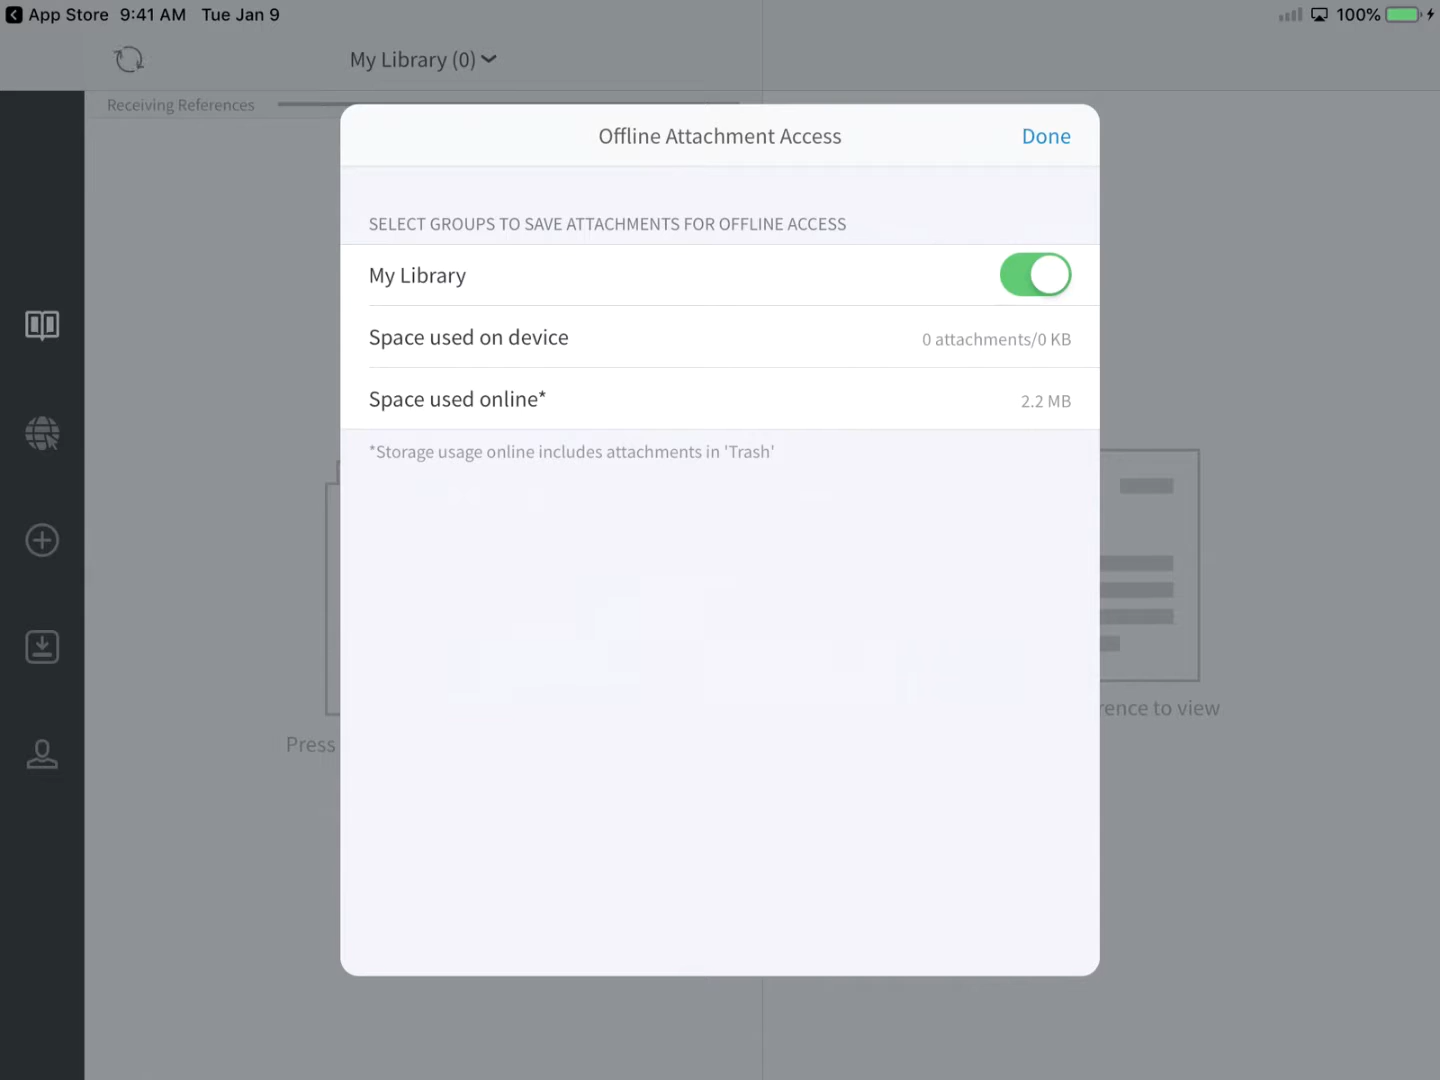 App Store 9:41 AM Tue Jan 9 100%
My Library (0)
Receiving References
Offline Attachment Access Done
SELECT GROUPS TO SAVE ATTACHMENTS FOR OFFLINE ACCESS
My Library
Space used on device 0 attachments/0 KB
Space used online* 2.2 MB
*Storage usage online includes attachments in 'Trash'
rence to view
Press